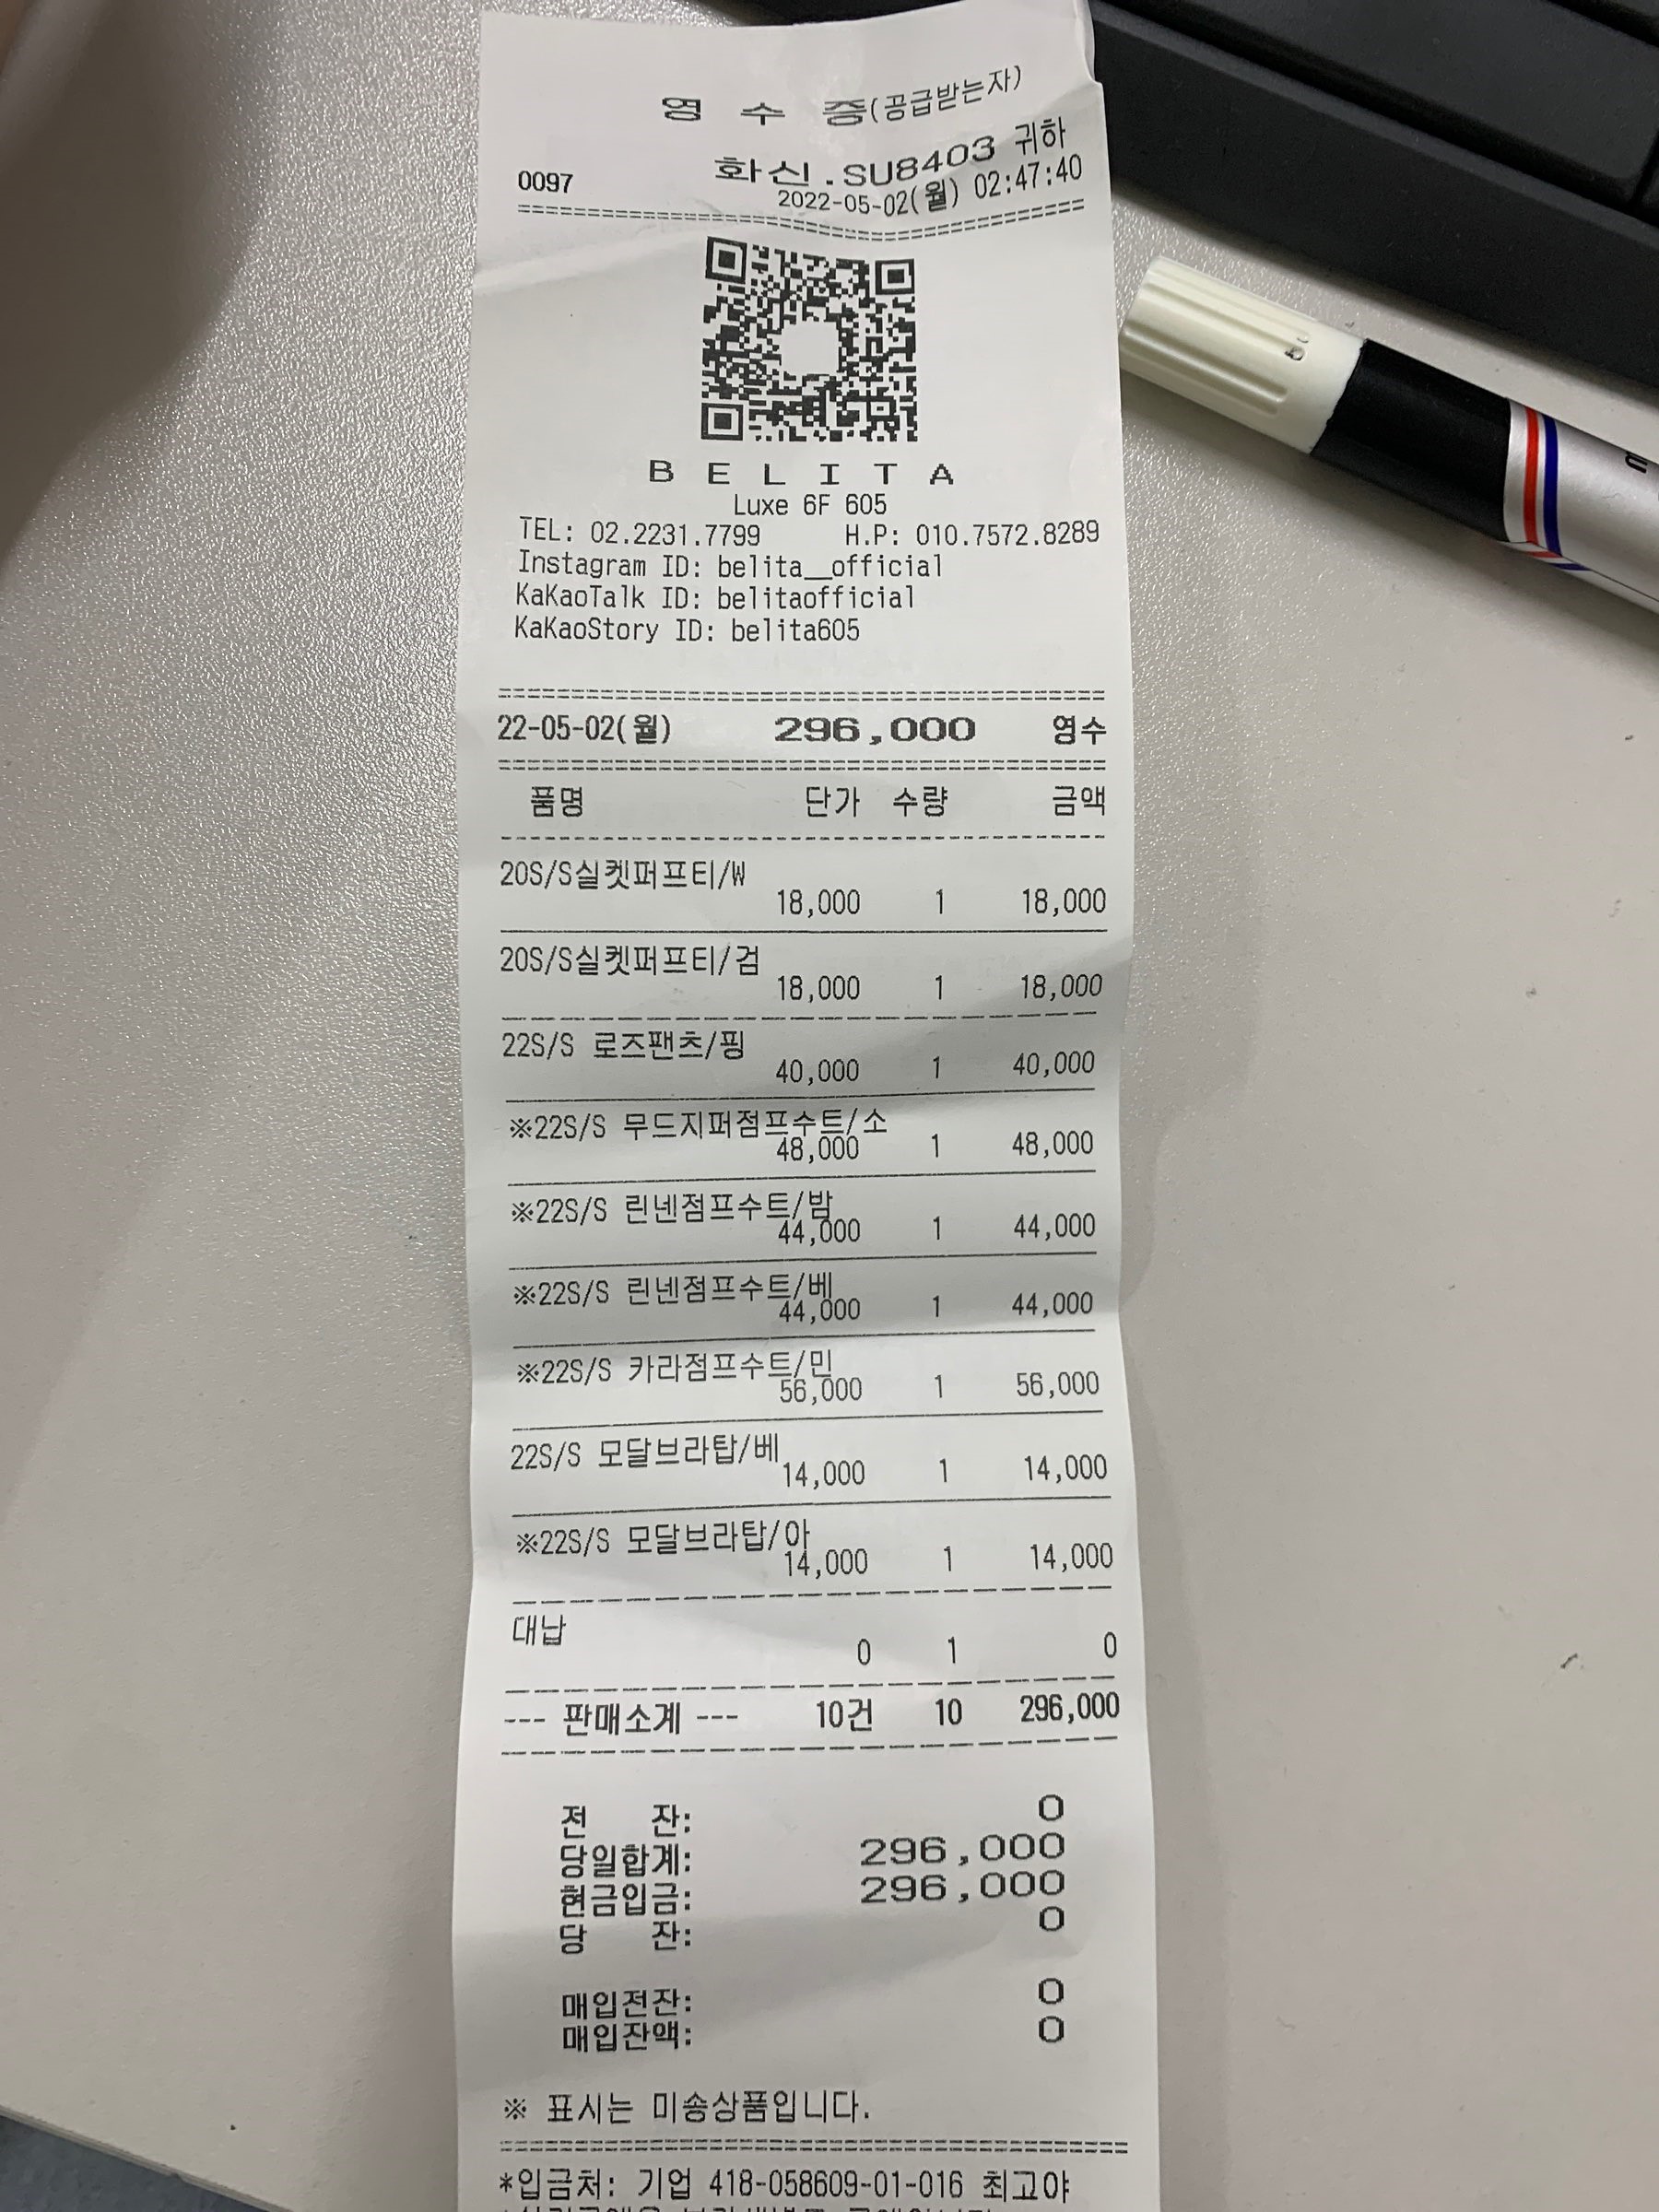 영 수 증(공급받는자)
0097 화신.SU8403 귀하
2022-05-02(월) 02:47:40
B E L I T A
Luxe 6F 605
TEL: 02.2231.7799 H.P: 010.7572.8289
Instagram ID: belita__official
KaKaoTalk ID: belitaofficial
KaKaoStory ID: belita605
22-05-02(월) 296,000 영수
품명 단가 수량 금액
20S/S실켓퍼프티/W
18,000 1 18,000
20S/S실켓퍼프티/검
18,000 1 18,000
22S/S 로즈팬츠/핑
40,000 1 40,000
※22S/S 무드지퍼점프수트/소
48,000 1 48,000
※22S/S 린넨점프수트/밤
44,000 1 44,000
※22S/S 린넨점프수트/베
44,000 1 44,000
※22S/S 카라점프수트/민
56,000 1 56,000
22S/S 모달브라탑/베
14,000 1 14,000
※22S/S 모달브라탑/아
14,000 1 14,000
대납
0 1 0
--- 판매소계 --- 10건 10 296,000
전 잔: 0
당일합계: 296,000
현금입금: 296,000
당 잔: 0
매입전잔: 0
매입잔액: 0
※ 표시는 미송상품입니다.
*입금처: 기업 418-058609-01-016 최고야